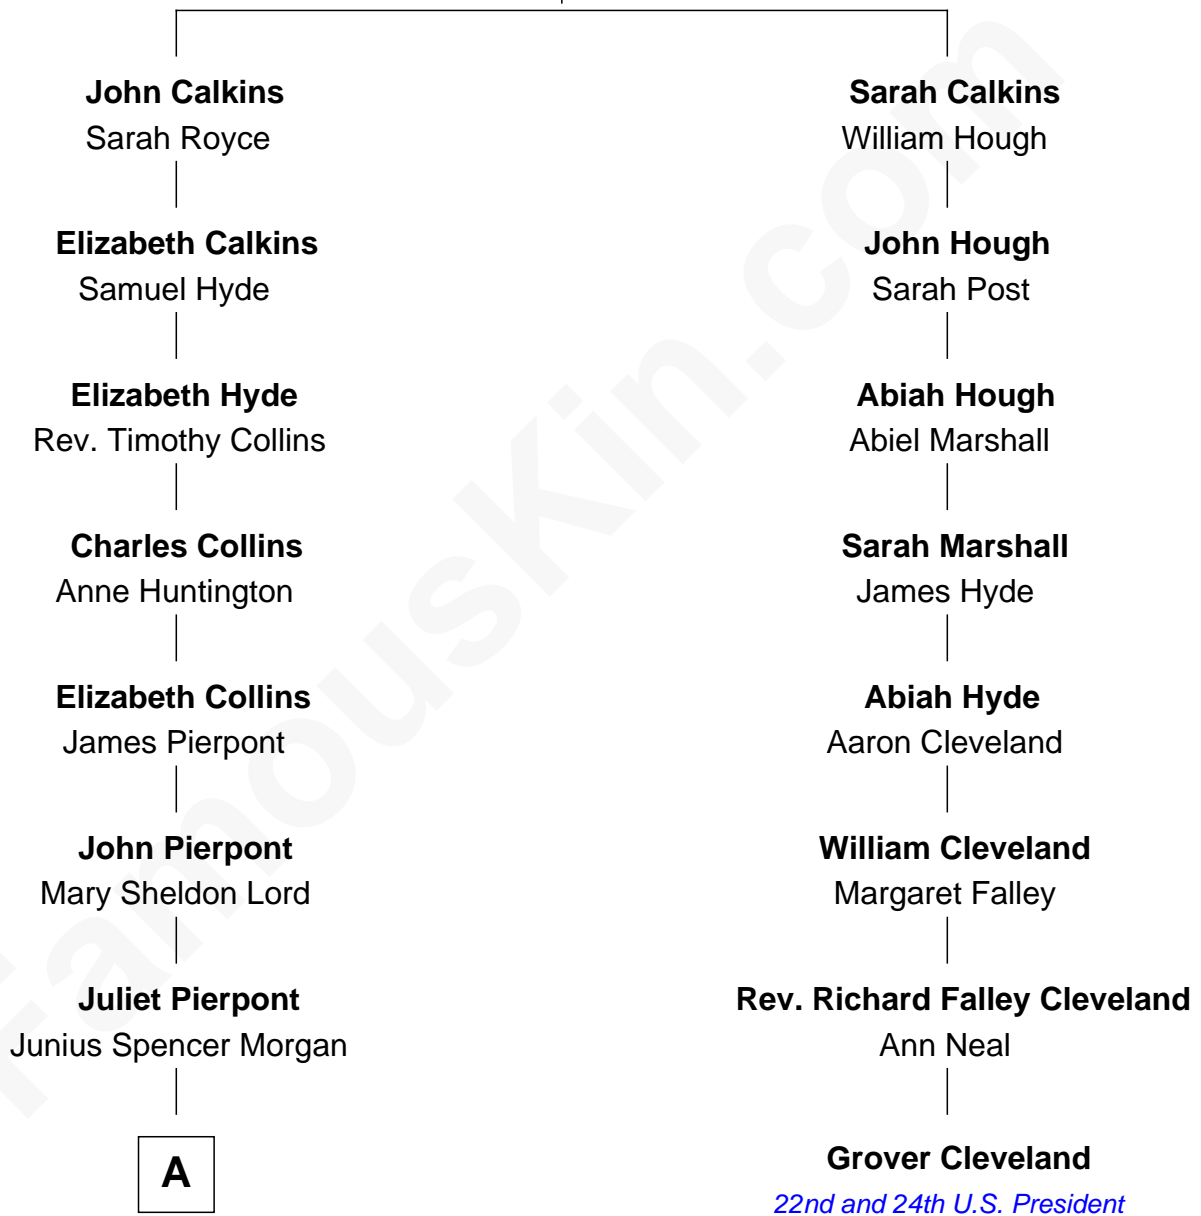 John Calkins
Sarah Royce
Sarah Calkins
William Hough
Elizabeth Calkins
Samuel Hyde
John Hough
Sarah Post
Elizabeth Hyde
Rev. Timothy Collins
Abiah Hough
Abiel Marshall
Charles Collins
Anne Huntington
Sarah Marshall
James Hyde
Elizabeth Collins
James Pierpont
Abiah Hyde
Aaron Cleveland
John Pierpont
Mary Sheldon Lord
William Cleveland
Margaret Falley
Juliet Pierpont
Junius Spencer Morgan
Rev. Richard Falley Cleveland
Ann Neal
A
Grover Cleveland
22nd and 24th U.S. President
FamousKin.com